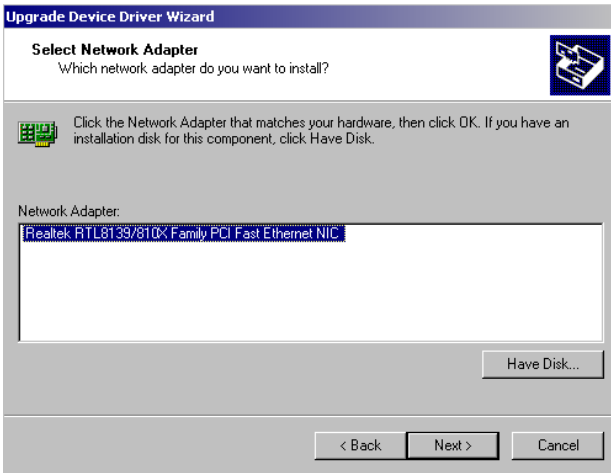 Upgrade Device Driver Wizard
Select Network Adapter
Which network adapter do you want to install?
Click the Network Adapter that matches your hardware, then click OK. If you have an
installation disk for this component, click Have Disk.
Network Adapter:
Realtek RTL8139/810X Family PCI Fast Ethernet NIC
Have Disk...
< Back Next > Cancel